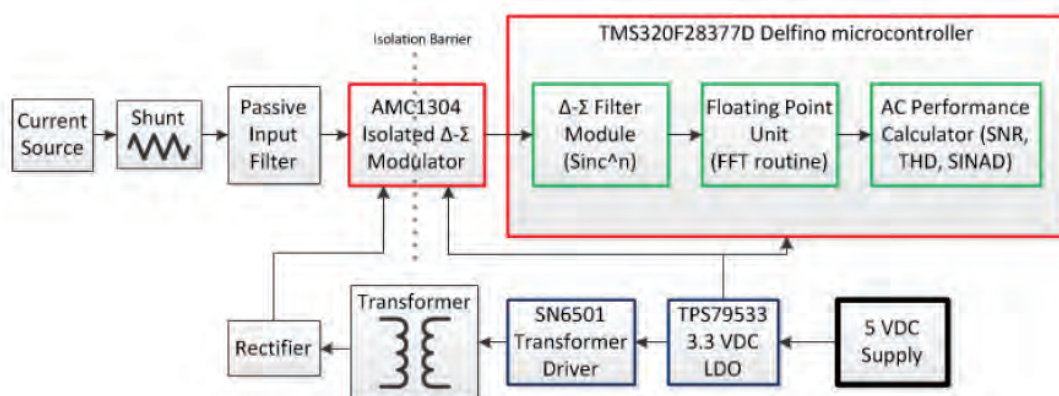 Isolation Barrier
TMS320F28377D Delfino microcontroller
Current
Source
Shunt
Passive
Input
Filter
AMC1304
Isolated Δ-Σ
Modulator
Δ-Σ Filter
Module
(Sinc^n)
Floating Point
Unit
(FFT routine)
AC Performance
Calculator (SNR,
THD, SINAD)
Rectifier
Transformer
SN6501
Transformer
Driver
TPS79533
3.3 VDC
LDO
5 VDC
Supply